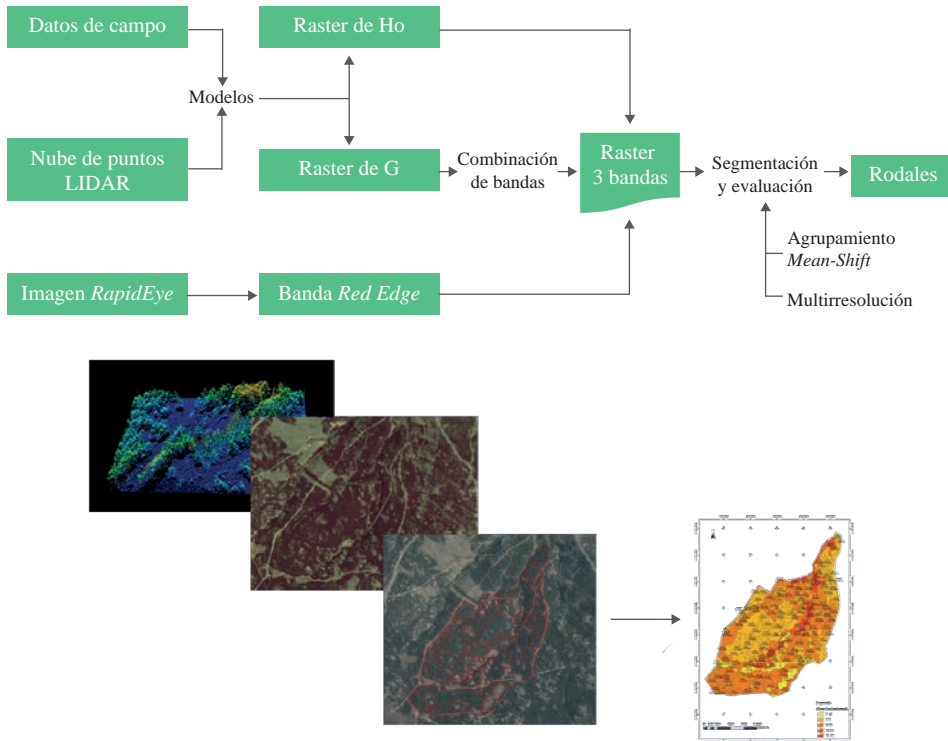 Datos de campo
Raster de Ho
Modelos
Nube de puntos
LIDAR
Raster de G
Combinación
de bandas
Raster
3 bandas
Segmentación
y evaluación
Rodales
Agrupamiento
Mean-Shift
Multirresolución
Imagen RapidEye
Banda Red Edge